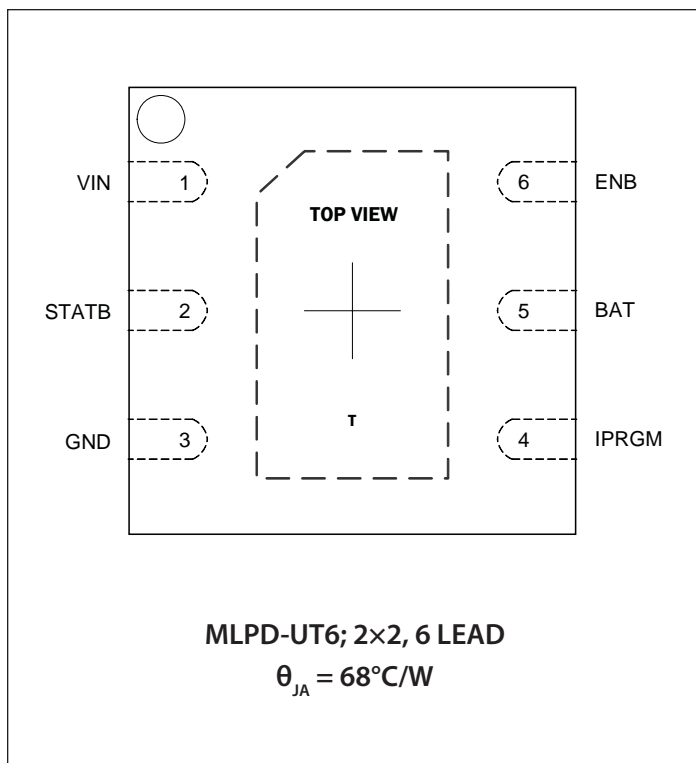 TOP VIEW
VIN 1
6 ENB
STATB 2
5 BAT
GND 3
4 IPRGM
T
MLPD-UT6; 2×2, 6 LEAD
θJA = 68°C/W